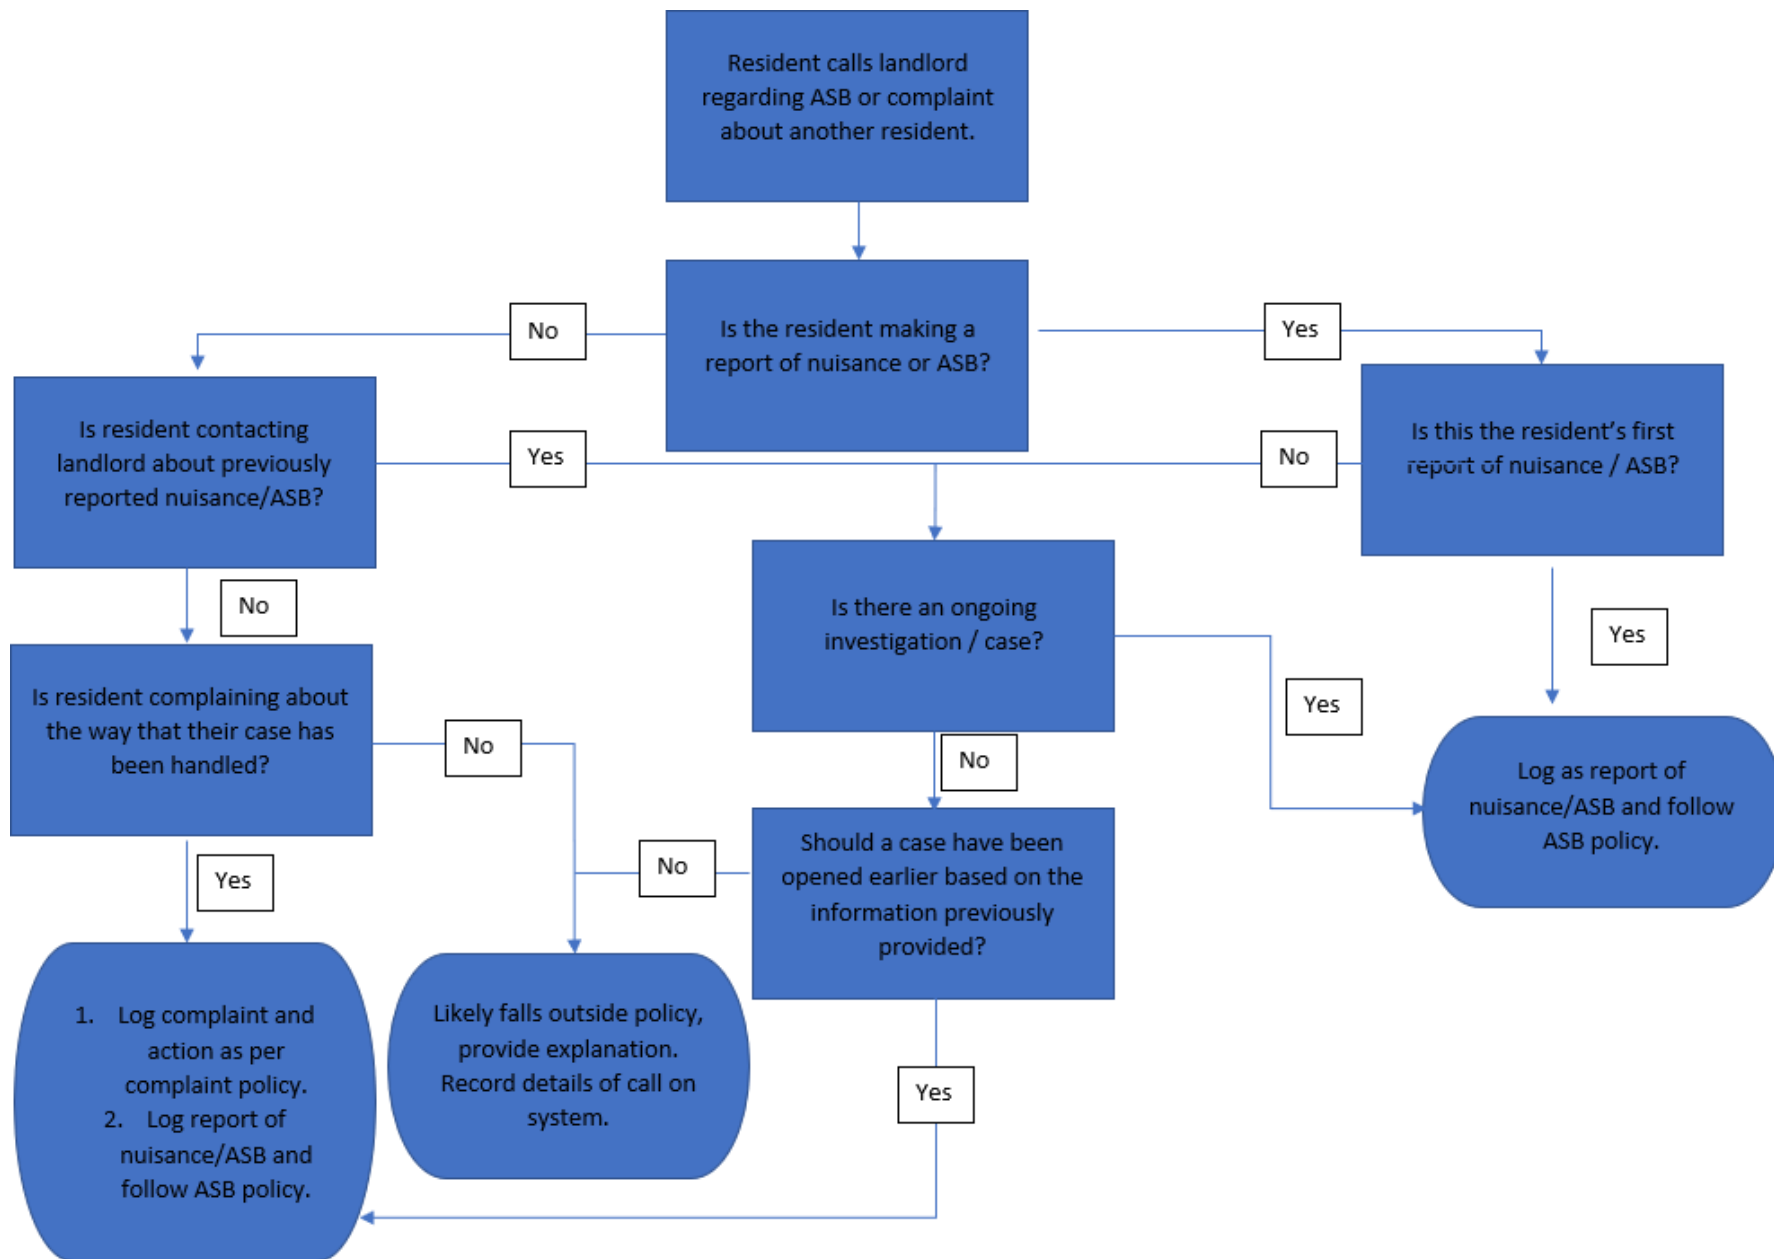 Resident calls landlord
regarding ASB or complaint
about another resident.
No
Is the resident making a
report of nuisance or ASB?
Yes
Is resident contacting
landlord about previously
reported nuisance/ASB?
Yes
No
Is this the resident’s first
report of nuisance / ASB?
No
Is there an ongoing
investigation / case?
Yes
Yes
Is resident complaining about
the way that their case has
been handled?
No
No
Log as report of
nuisance/ASB and follow
ASB policy.
Yes
No
Should a case have been
opened earlier based on the
information previously
provided?
1. Log complaint and
action as per
complaint policy.
2. Log report of
nuisance/ASB and
follow ASB policy.
Likely falls outside policy,
provide explanation.
Record details of call on
system.
Yes